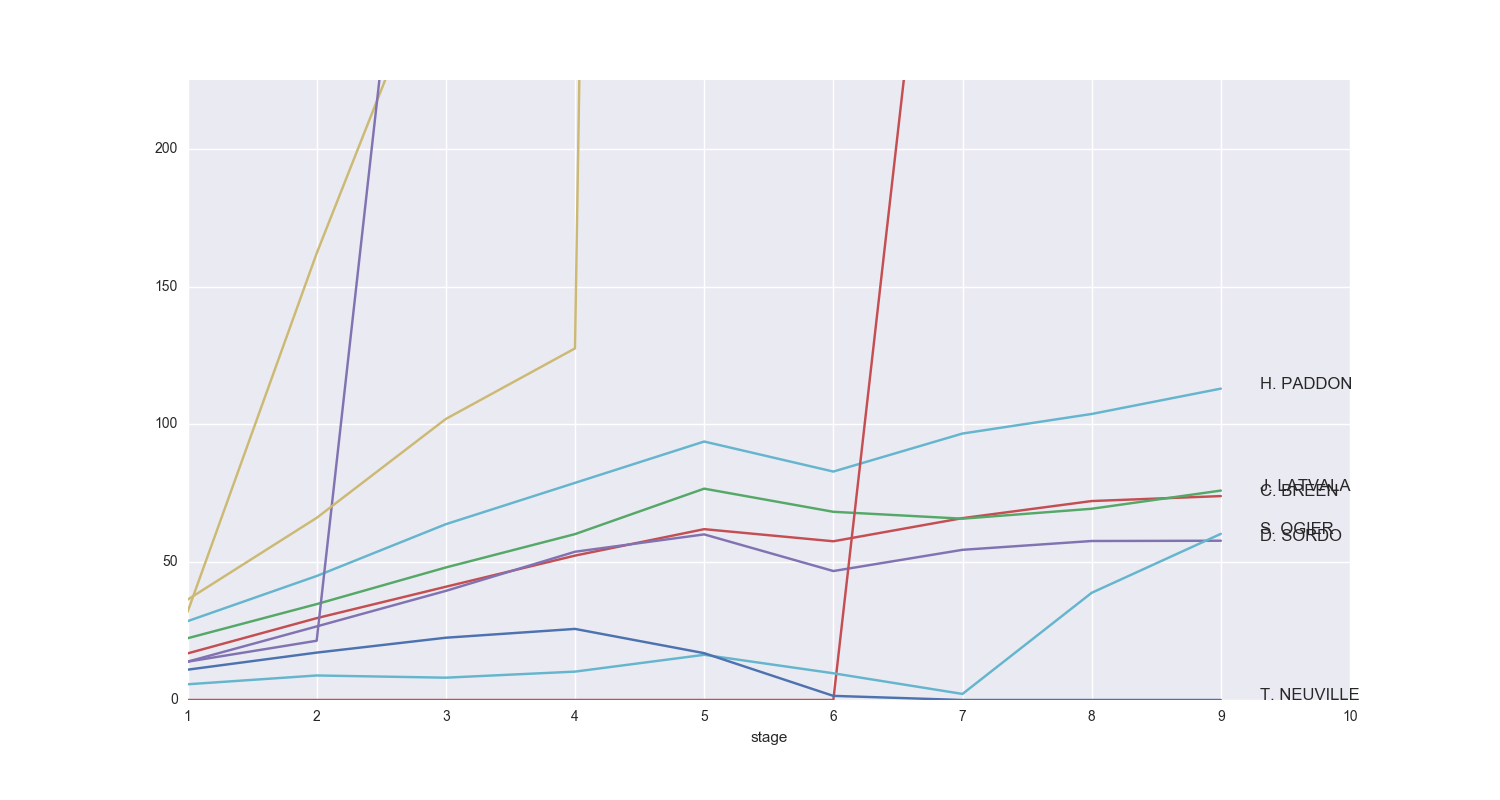 200
150
100
50
0
H. PADDON
J. LATVALA
C. BREEN
S. OGIER
D. SORDO
T. NEUVILLE
1 2 3 4 5 6 7 8 9 10
stage